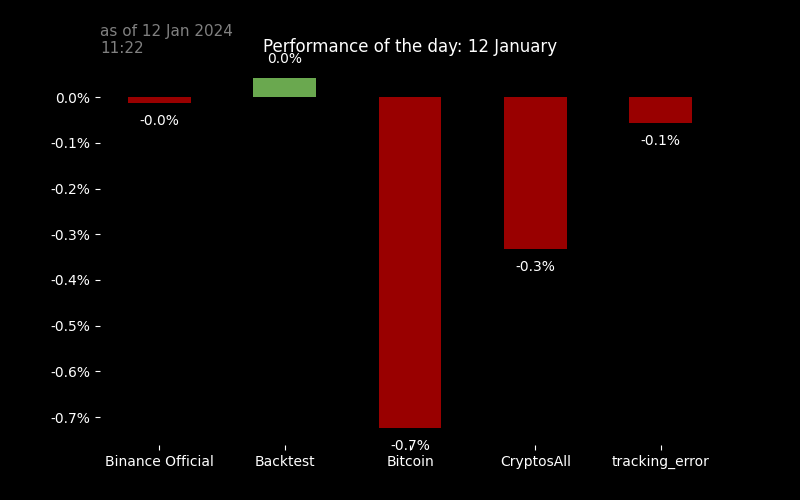 as of 12 Jan 2024
11:22
Performance of the day: 12 January
0.0%
0.0%
-0.0%
-0.1%
-0.1%
-0.2%
-0.3%
-0.3%
-0.4%
-0.5%
-0.6%
-0.7%
-0.7%
Binance Official
Backtest
Bitcoin
CryptosAll
tracking_error